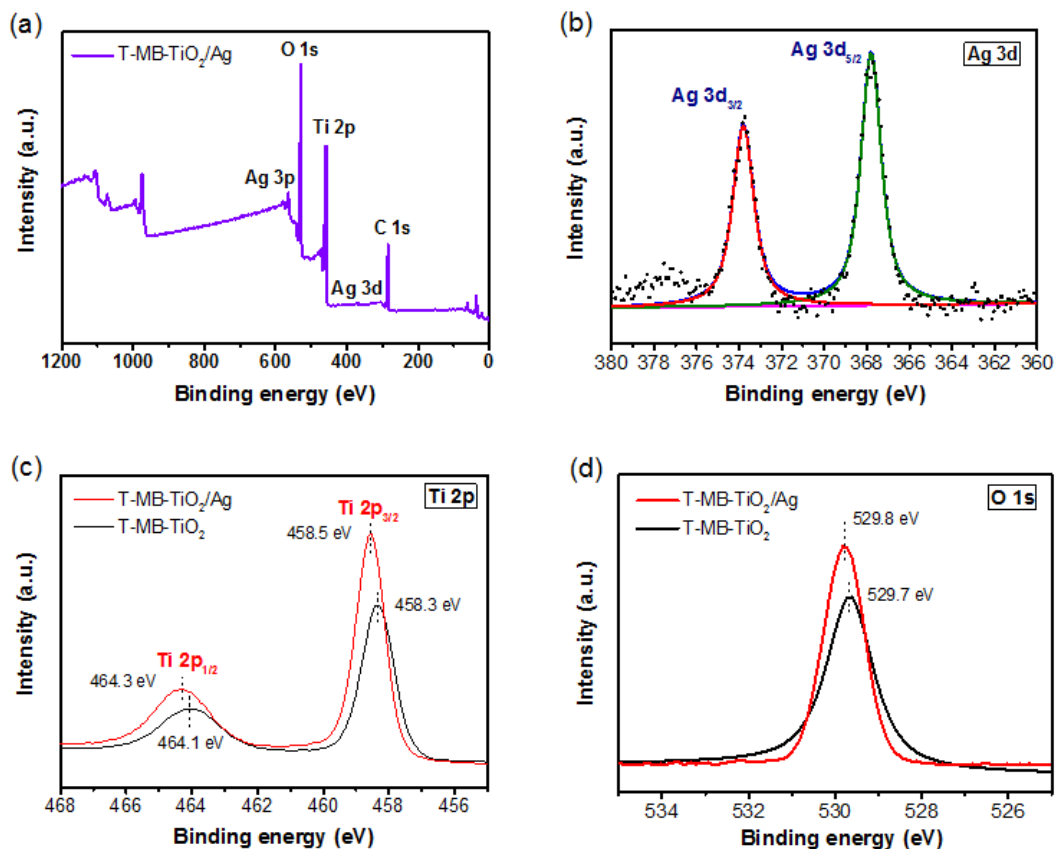 (a)
T-MB-TiO₂/Ag
O 1s
Ti 2p
Ag 3p
C 1s
Ag 3d
Intensity (a.u.)
1200 1000 800 600 400 200 0
Binding energy (eV)
(b)
Ag 3d
Ag 3d₅/₂
Ag 3d₃/₂
Intensity (a.u.)
380 378 376 374 372 370 368 366 364 362 360
Binding energy (eV)
(c)
T-MB-TiO₂/Ag
T-MB-TiO₂
Ti 2p
Ti 2p₃/₂
458.5 eV
458.3 eV
Ti 2p₁/₂
464.3 eV
464.1 eV
Intensity (a.u.)
468 466 464 462 460 458 456
Binding energy (eV)
(d)
T-MB-TiO₂/Ag
T-MB-TiO₂
O 1s
529.8 eV
529.7 eV
Intensity (a.u.)
534 532 530 528 526
Binding energy (eV)